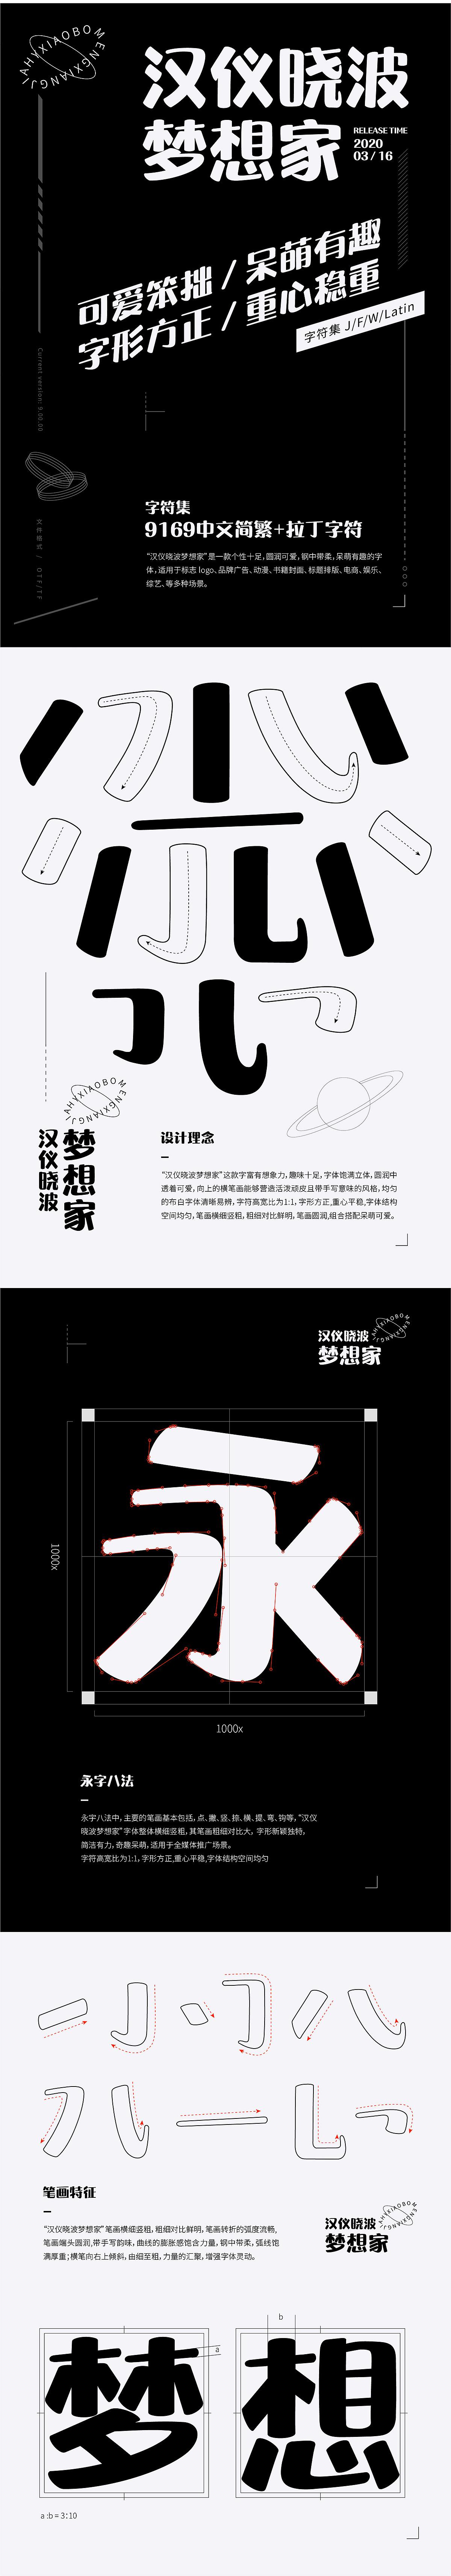 HYXIAOBOMENGXIANGJIA
汉仪晓波
梦想家
RELEASE TIME
2020
03 / 16
可爱笨拙 / 呆萌有趣
字形方正 / 重心稳重
字符集 J/F/W/Latin
Current version: 9.00.00
文件格式 / OTF/TTF
字符集
9169中文简繁+拉丁字符
“汉仪晓波梦想家”是一款个性十足，圆润可爱，钢中带柔，呆萌有趣的字
体，适用于标志 logo、品牌广告、动漫、书籍封面、标题排版、电商、娱乐、
综艺、等多种场景。
HYXIAOBOMENGXIANGJIA
汉仪晓波
梦想家
设计理念
“汉仪晓波梦想家”这款字富有想象力，趣味十足，字体饱满立体，圆润中
透着可爱，向上的横笔画能够营造活泼顽皮且带手写意味的风格，均匀
的布白字体清晰易辨，字符高宽比为1:1，字形方正,重心平稳,字体结构
空间均匀，笔画横细竖粗，粗细对比鲜明，笔画圆润,组合搭配呆萌可爱。
汉仪晓波
梦想家
HYXIAOBOMENGXIANGJIA
永
1000x
1000x
永字八法
永字八法中，主要的笔画基本包括，点、撇、竖、捺、横、提、弯、钩等，“汉仪
晓波梦想家”字体整体横细竖粗，其笔画粗细对比大，字形新颖独特，
简洁有力，奇趣呆萌，适用于全媒体推广场景。
字符高宽比为1:1，字形方正,重心平稳,字体结构空间均匀
笔画特征
“汉仪晓波梦想家”笔画横细竖粗，粗细对比鲜明，笔画转折的弧度流畅，
笔画端头圆润,带手写韵味，曲线的膨胀感饱含力量，钢中带柔，弧线饱
满厚重；横笔向右上倾斜，由细至粗，力量的汇聚，增强字体灵动。
汉仪晓波
梦想家
HYXIAOBOMENGXIANGJIA
梦
a
b
想
a :b = 3：10